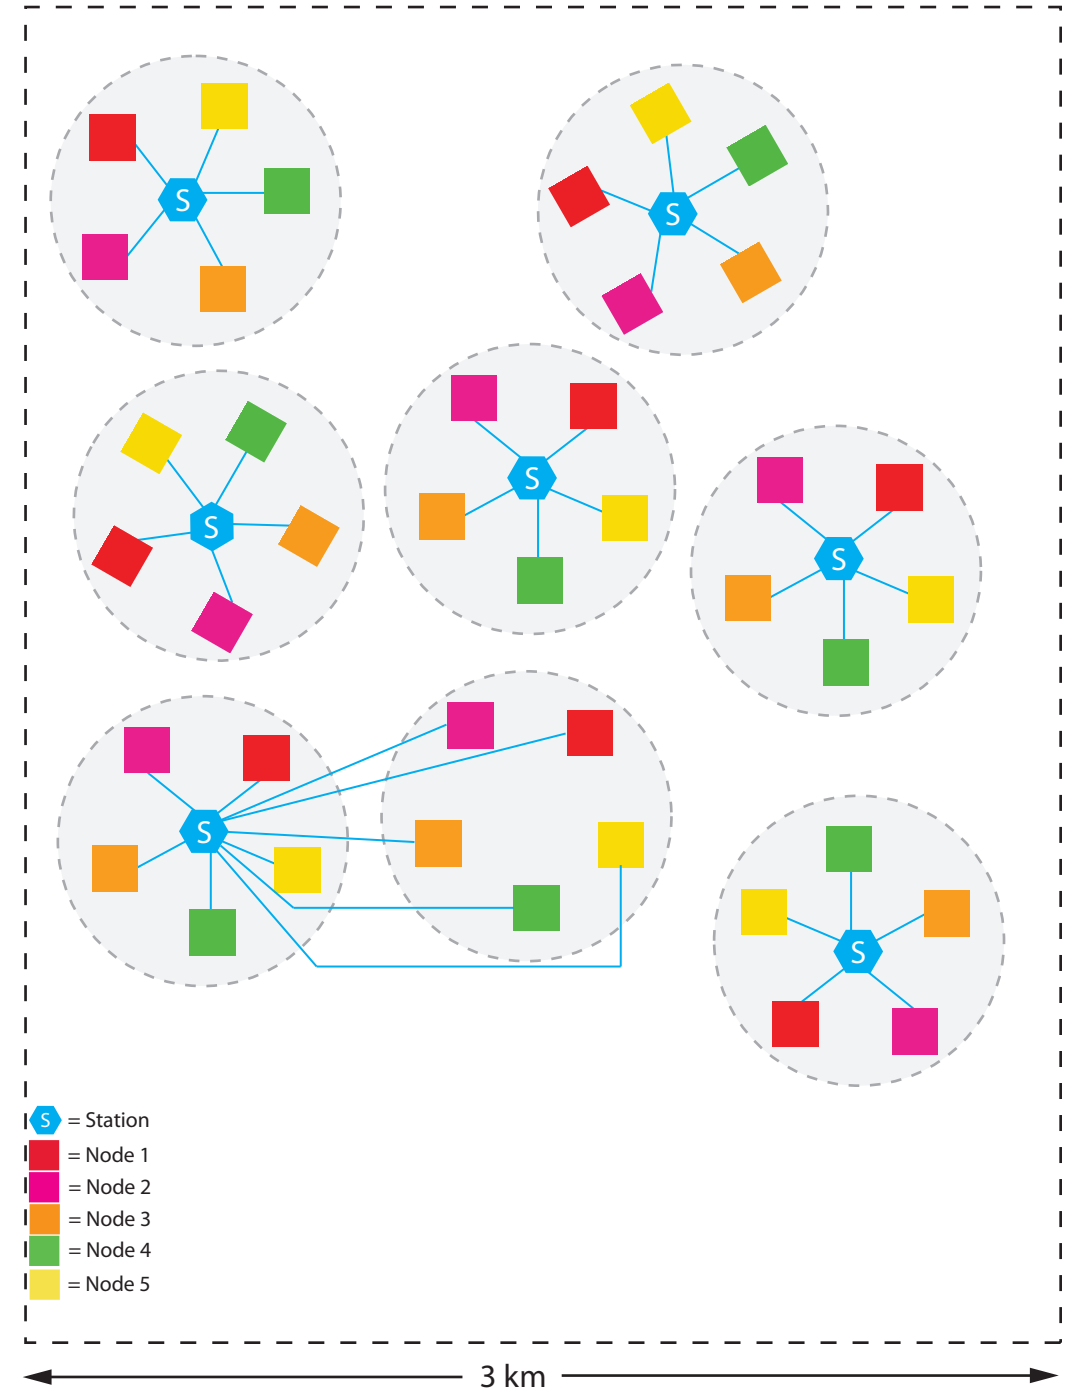 S
S
S
S
S
S
S
S = Station
= Node 1
= Node 2
= Node 3
= Node 4
= Node 5
3 km